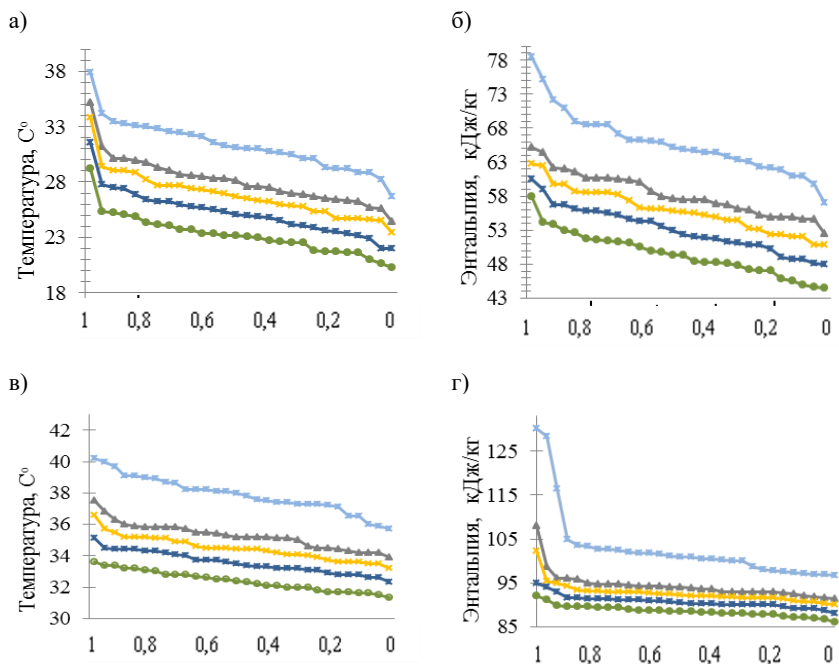 а)
38
33
28
23
18
Температура, С°
1 0,8 0,6 0,4 0,2 0
б)
78
73
68
63
58
53
48
43
Энтальпия, кДж/кг
1 0,8 0,6 0,4 0,2 0
в)
42
40
38
36
34
32
30
Температура, С°
1 0,8 0,6 0,4 0,2 0
г)
125
105
95
85
Энтальпия, кДж/кг
1 0,8 0,6 0,4 0,2 0